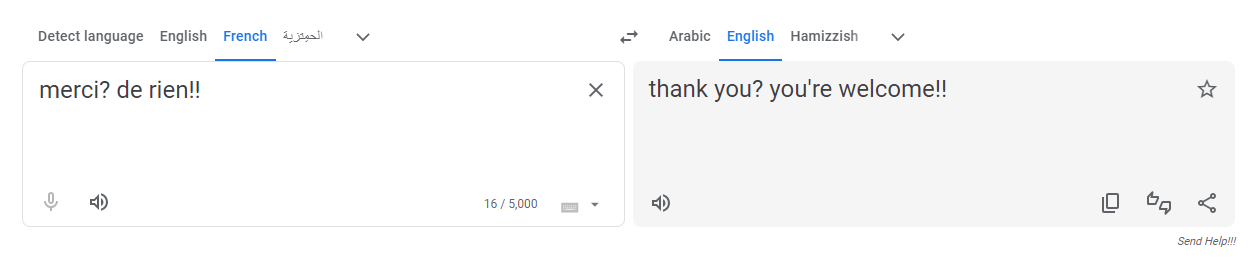 Detect language English French الحمتزية
Arabic English Hamizzish
merci? de rien!!
thank you? you're welcome!!
16 / 5,000
Send Help!!!